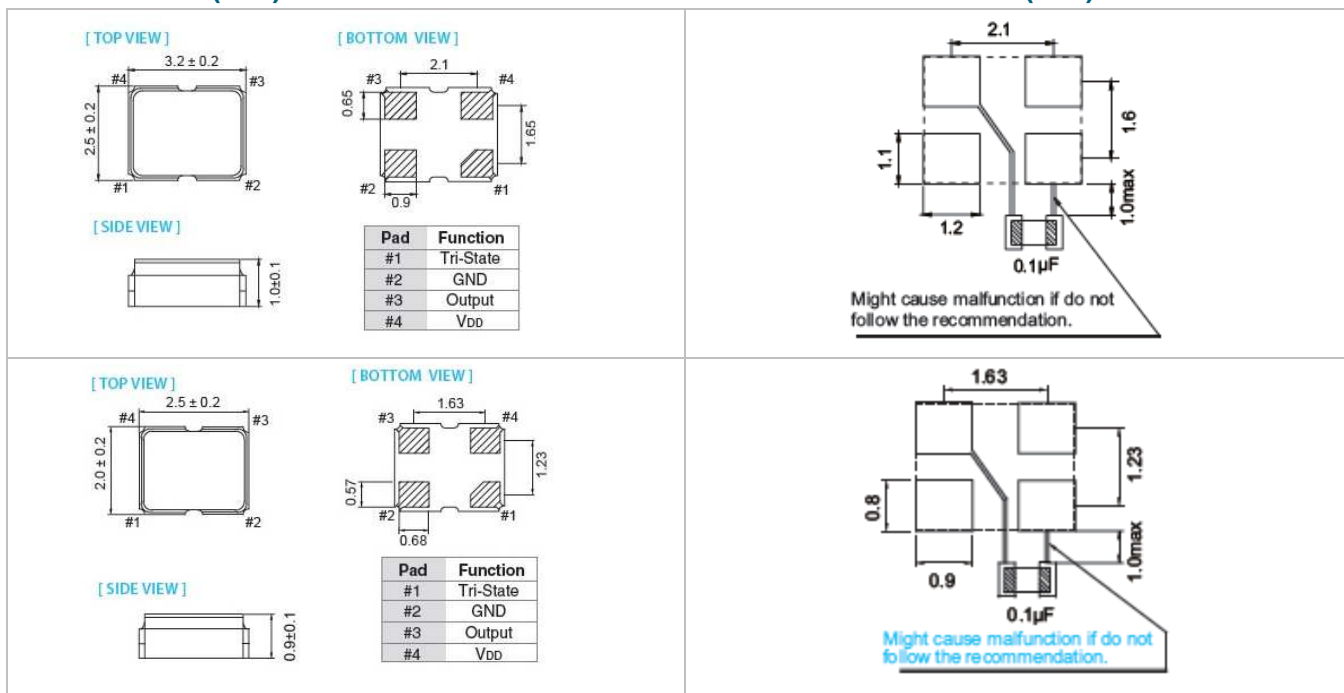 [ TOP VIEW ]
3.2 ± 0.2
#4
#3
2.5 ± 0.2
#1
#2
[ BOTTOM VIEW ]
#3
2.1
#4
0.65
1.65
#2
#1
0.9
[ SIDE VIEW ]
1.0±0.1
Pad Function
#1 Tri-State
#2 GND
#3 Output
#4 VDD
2.1
1.6
1.1
1.0max
1.2
0.1µF
Might cause malfunction if do not
follow the recommendation.
[ TOP VIEW ]
2.5 ± 0.2
#4
#3
2.0 ± 0.2
#1
#2
[ BOTTOM VIEW ]
#3
1.63
#4
1.23
0.57
#2
#1
0.68
[ SIDE VIEW ]
0.9±0.1
Pad Function
#1 Tri-State
#2 GND
#3 Output
#4 VDD
1.63
1.23
0.8
1.0max
0.9
0.1µF
Might cause malfunction if do not
follow the recommendation.